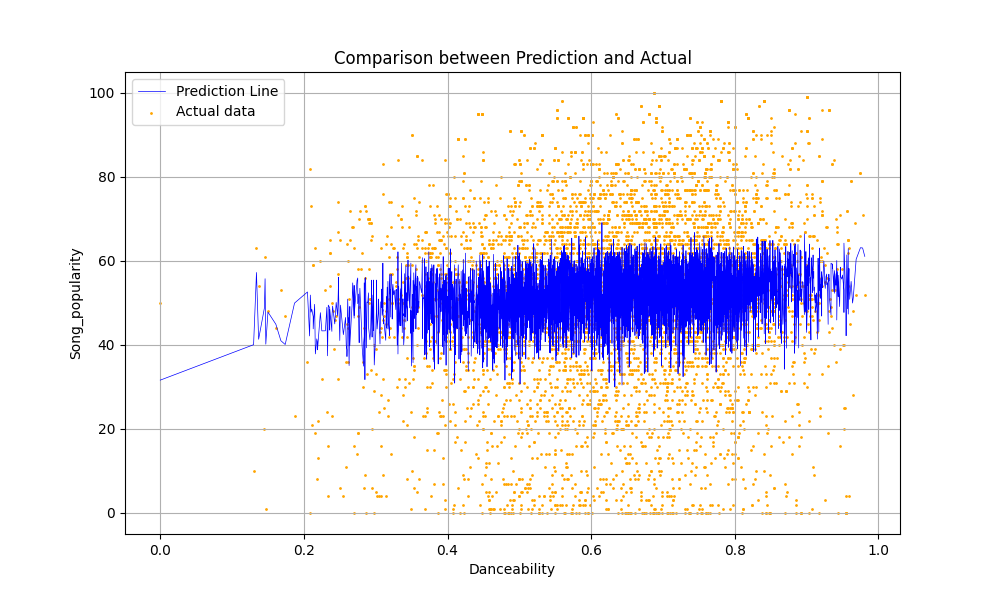 Comparison between Prediction and Actual
Prediction Line
Actual data
Song_popularity
100
80
60
40
20
0
0.0 0.2 0.4 0.6 0.8 1.0
Danceability